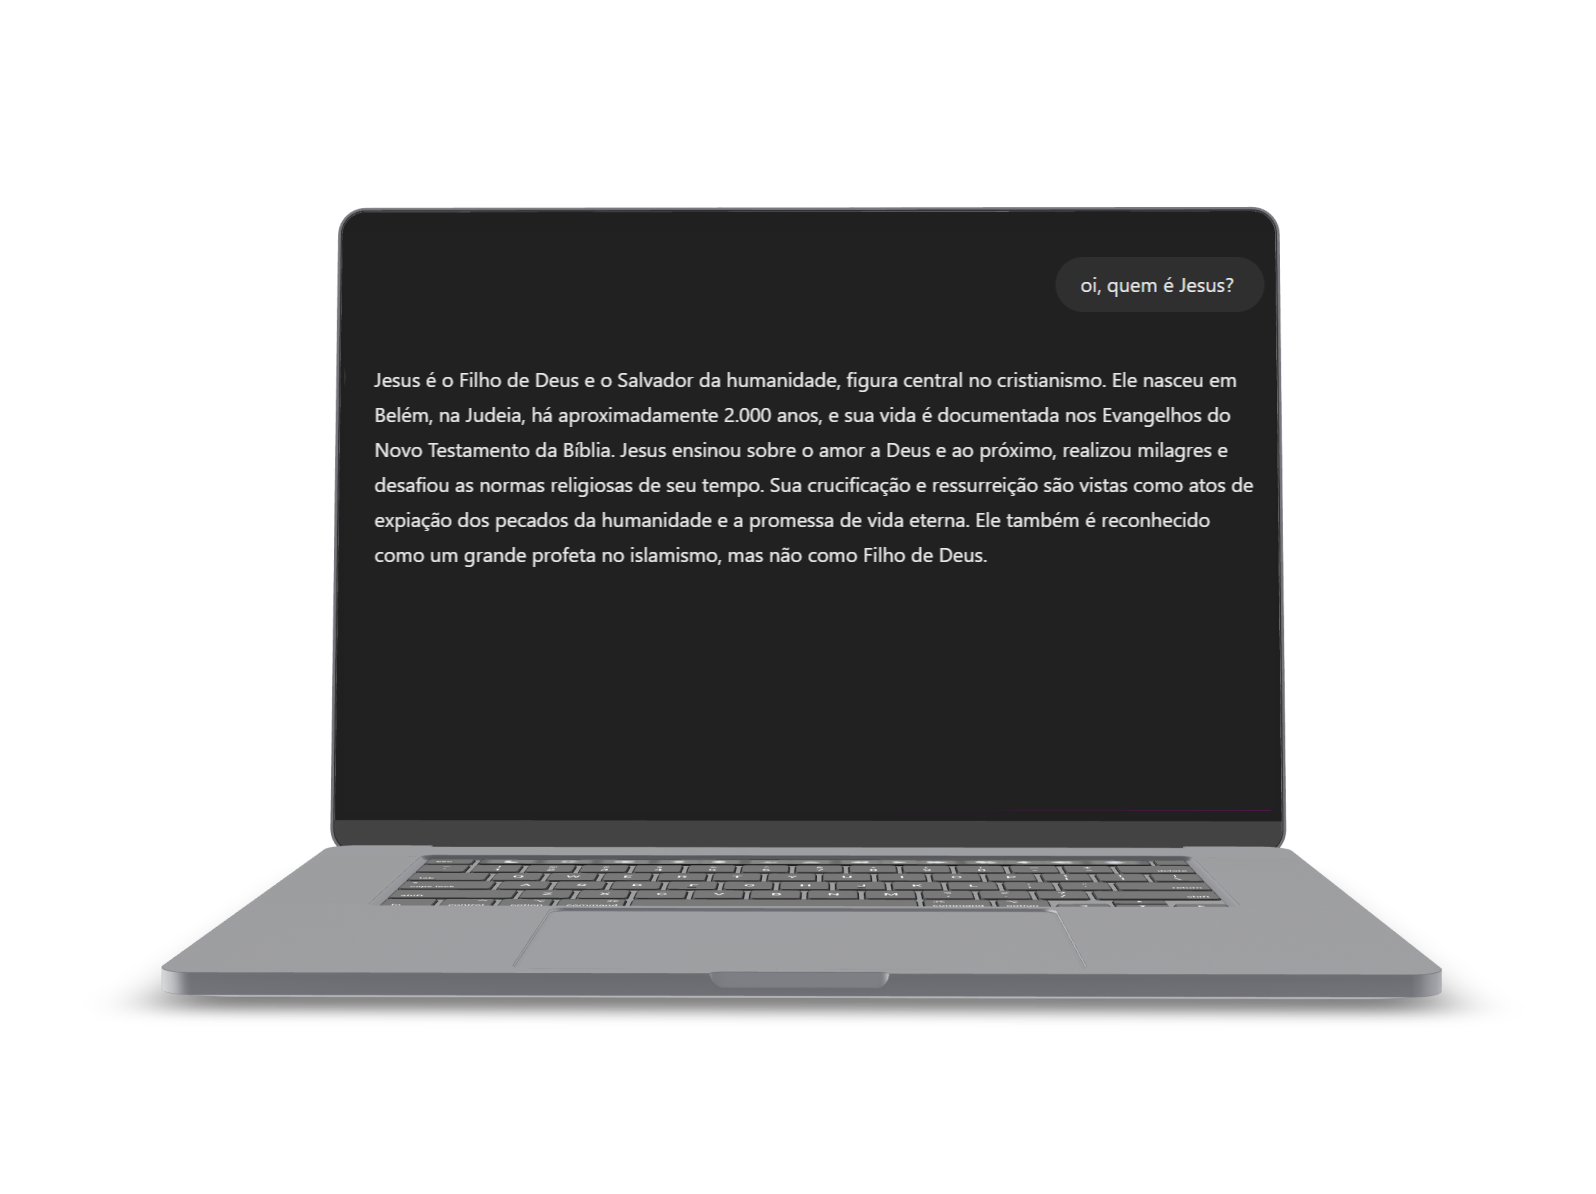 oi, quem é Jesus?
Jesus é o Filho de Deus e o Salvador da humanidade, figura central no cristianismo. Ele nasceu em
Belém, na Judeia, há aproximadamente 2.000 anos, e sua vida é documentada nos Evangelhos do
Novo Testamento da Bíblia. Jesus ensinou sobre o amor a Deus e ao próximo, realizou milagres e
desafiou as normas religiosas de seu tempo. Sua crucificação e ressurreição são vistas como atos de
expiação dos pecados da humanidade e a promessa de vida eterna. Ele também é reconhecido
como um grande profeta no islamismo, mas não como Filho de Deus.